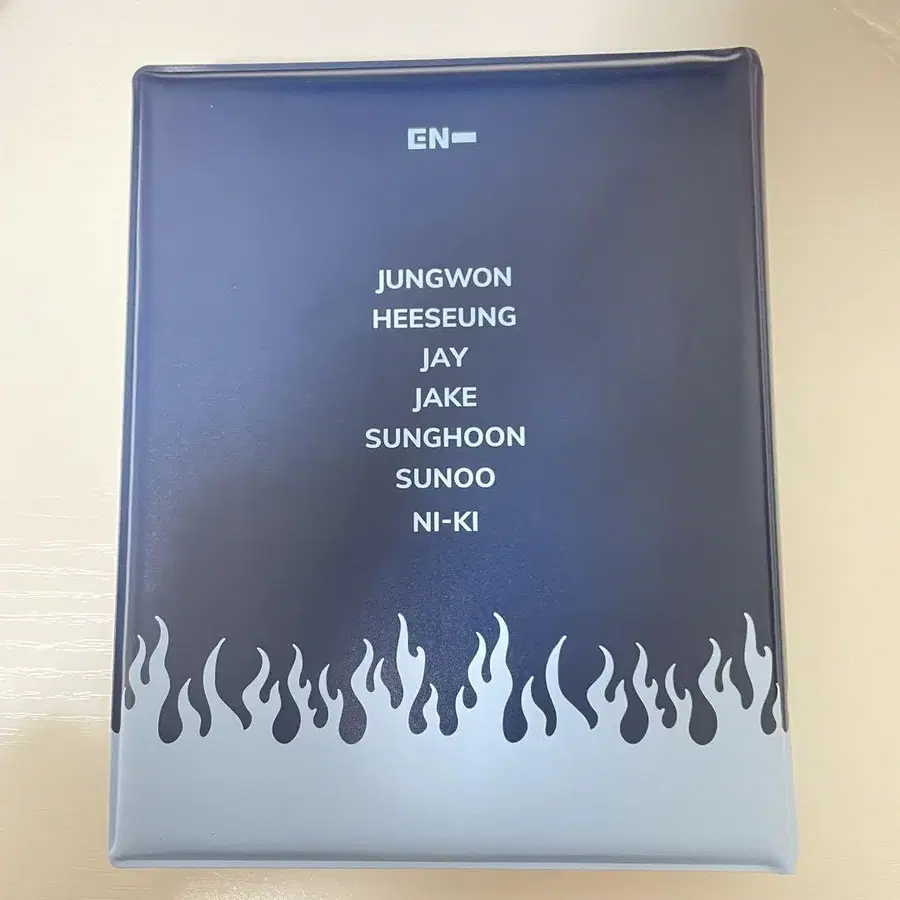 EN-
JUNGWON
HEESEUNG
JAY
JAKE
SUNGHOON
SUNOO
NI-KI